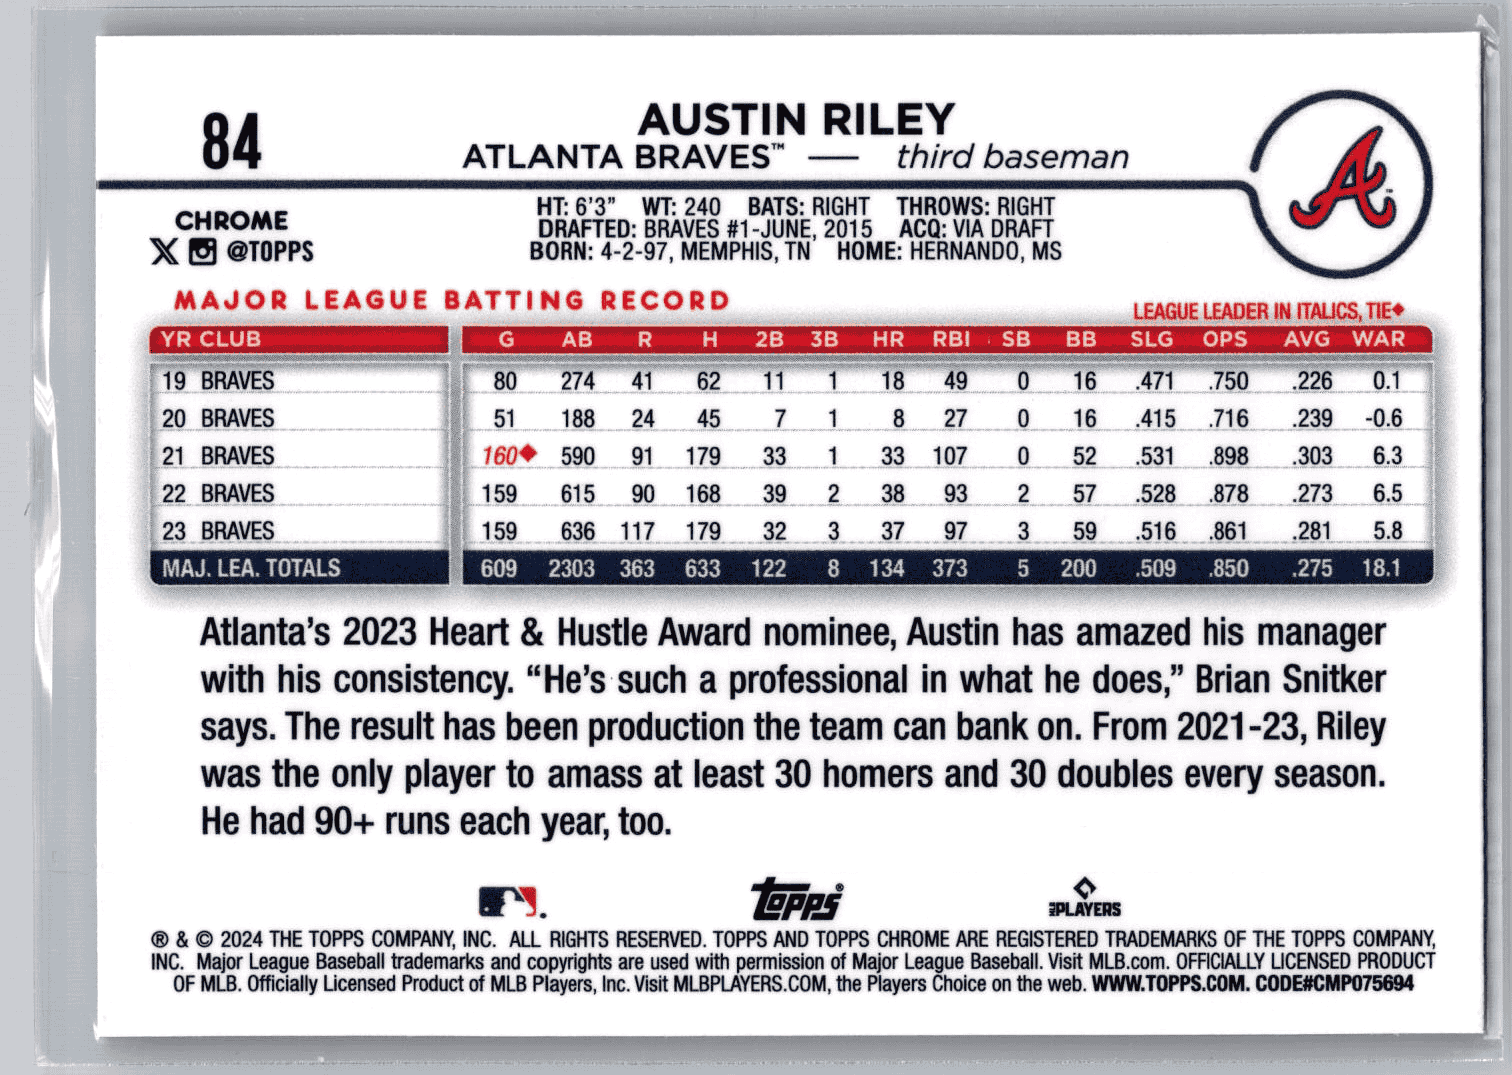 84
AUSTIN RILEY
ATLANTA BRAVES™ — third baseman
CHROME
@TOPPS
HT: 6'3” WT: 240 BATS: RIGHT THROWS: RIGHT
DRAFTED: BRAVES #1-JUNE, 2015 ACQ: VIA DRAFT
BORN: 4-2-97, MEMPHIS, TN HOME: HERNANDO, MS
A
™
MAJOR LEAGUE BATTING RECORD
LEAGUE LEADER IN ITALICS, TIE◆
YR CLUB G AB R H 2B 3B HR RBI SB BB SLG OPS AVG WAR
19 BRAVES 80 274 41 62 11 1 18 49 0 16 .471 .750 .226 0.1
20 BRAVES 51 188 24 45 7 1 8 27 0 16 .415 .716 .239 -0.6
21 BRAVES 160◆ 590 91 179 33 1 33 107 0 52 .531 .898 .303 6.3
22 BRAVES 159 615 90 168 39 2 38 93 2 57 .528 .878 .273 6.5
23 BRAVES 159 636 117 179 32 3 37 97 3 59 .516 .861 .281 5.8
MAJ. LEA. TOTALS 609 2303 363 633 122 8 134 373 5 200 .509 .850 .275 18.1
Atlanta's 2023 Heart & Hustle Award nominee, Austin has amazed his manager
with his consistency. “He's such a professional in what he does,” Brian Snitker
says. The result has been production the team can bank on. From 2021-23, Riley
was the only player to amass at least 30 homers and 30 doubles every season.
He had 90+ runs each year, too.
Topps®
MLB PLAYERS
® & © 2024 THE TOPPS COMPANY, INC. ALL RIGHTS RESERVED. TOPPS AND TOPPS CHROME ARE REGISTERED TRADEMARKS OF THE TOPPS COMPANY,
INC. Major League Baseball trademarks and copyrights are used with permission of Major League Baseball. Visit MLB.com. OFFICIALLY LICENSED PRODUCT
OF MLB. Officially Licensed Product of MLB Players, Inc. Visit MLBPLAYERS.COM, the Players Choice on the web. WWW.TOPPS.COM. CODE#CMP075694